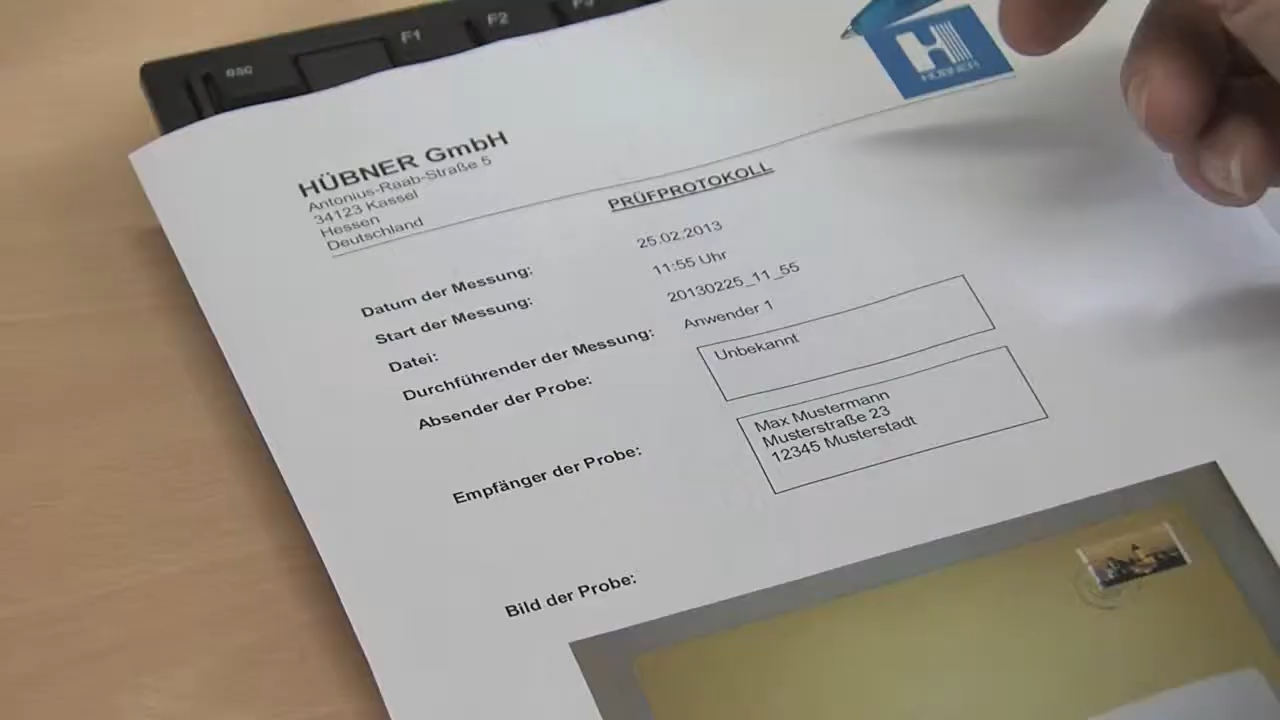 esc F1 F2 F3
HÜBNER
HÜBNER GmbH
Antonius-Raab-Straße 5
34123 Kassel
Hessen
Deutschland
PRÜFPROTOKOLL
Datum der Messung: 25.02.2013
Start der Messung: 11:55 Uhr
Datei: 20130225_11_55
Durchführender der Messung: Anwender 1
Absender der Probe: Unbekannt
Empfänger der Probe: Max Mustermann
Musterstraße 23
12345 Musterstadt
Bild der Probe: